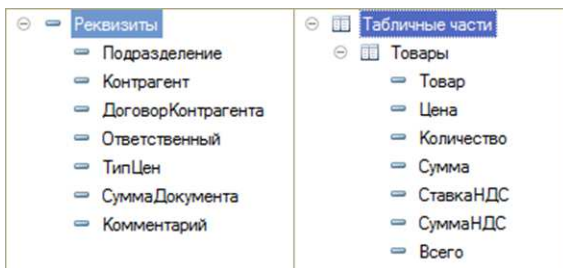 Реквизиты
Подразделение
Контрагент
ДоговорКонтрагента
Ответственный
ТипЦен
СуммаДокумента
Комментарий
Табличные части
Товары
Товар
Цена
Количество
Сумма
СтавкаНДС
СуммаНДС
Всего